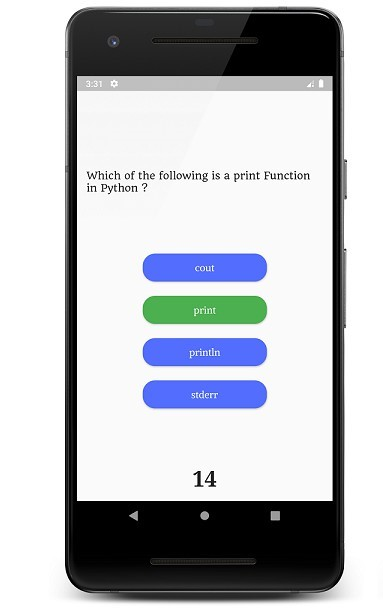 3:31
Which of the following is a print Function
in Python ?
cout
print
println
stderr
14